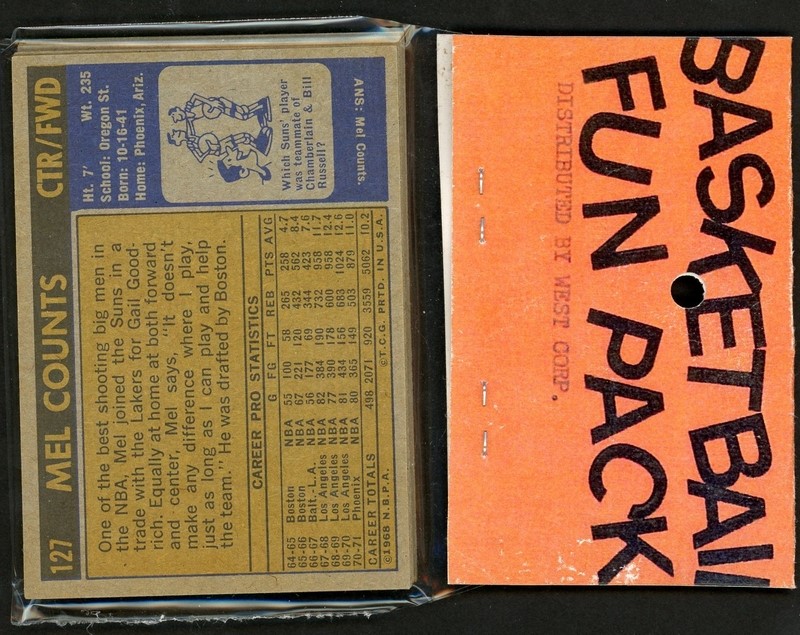 127 MEL COUNTS CTR/FWD
One of the best shooting big men in
the NBA, Mel joined the Suns in a
trade with the Lakers for Gail Good-
rich. Equally at home at both forward
and center, Mel says, "It doesn't
make any difference where I play,
just as long as I can play and help
the team." He was drafted by Boston.
Ht. 7' Wt. 235
School: Oregon St.
Born: 10-16-41
Home: Phoenix, Ariz.
Which Suns' player
was teammate of
Chamberlain & Bill
Russell?
ANS: Mel Counts.
CAREER PRO STATISTICS
G FG FT REB PTS AVG
64-65 Boston NBA 55 100 58 265 258 4.7
65-66 Boston NBA 67 221 120 432 562 8.4
66-67 Balt.-L.A. NBA 56 177 69 344 423 7.6
67-68 Los Angeles NBA 82 384 190 732 958 11.7
68-69 Los Angeles NBA 77 390 178 600 958 12.4
69-70 Los Angeles NBA 81 434 156 683 1024 12.6
70-71 Phoenix NBA 80 365 149 503 879 11.0
CAREER TOTALS 498 2071 920 3559 5062 10.2
©1968 N.B.P.A. ©T.C.G. PRTD. IN U.S.A.
BASKETBALL
FUN PACK
DISTRIBUTED BY WEST CORP.